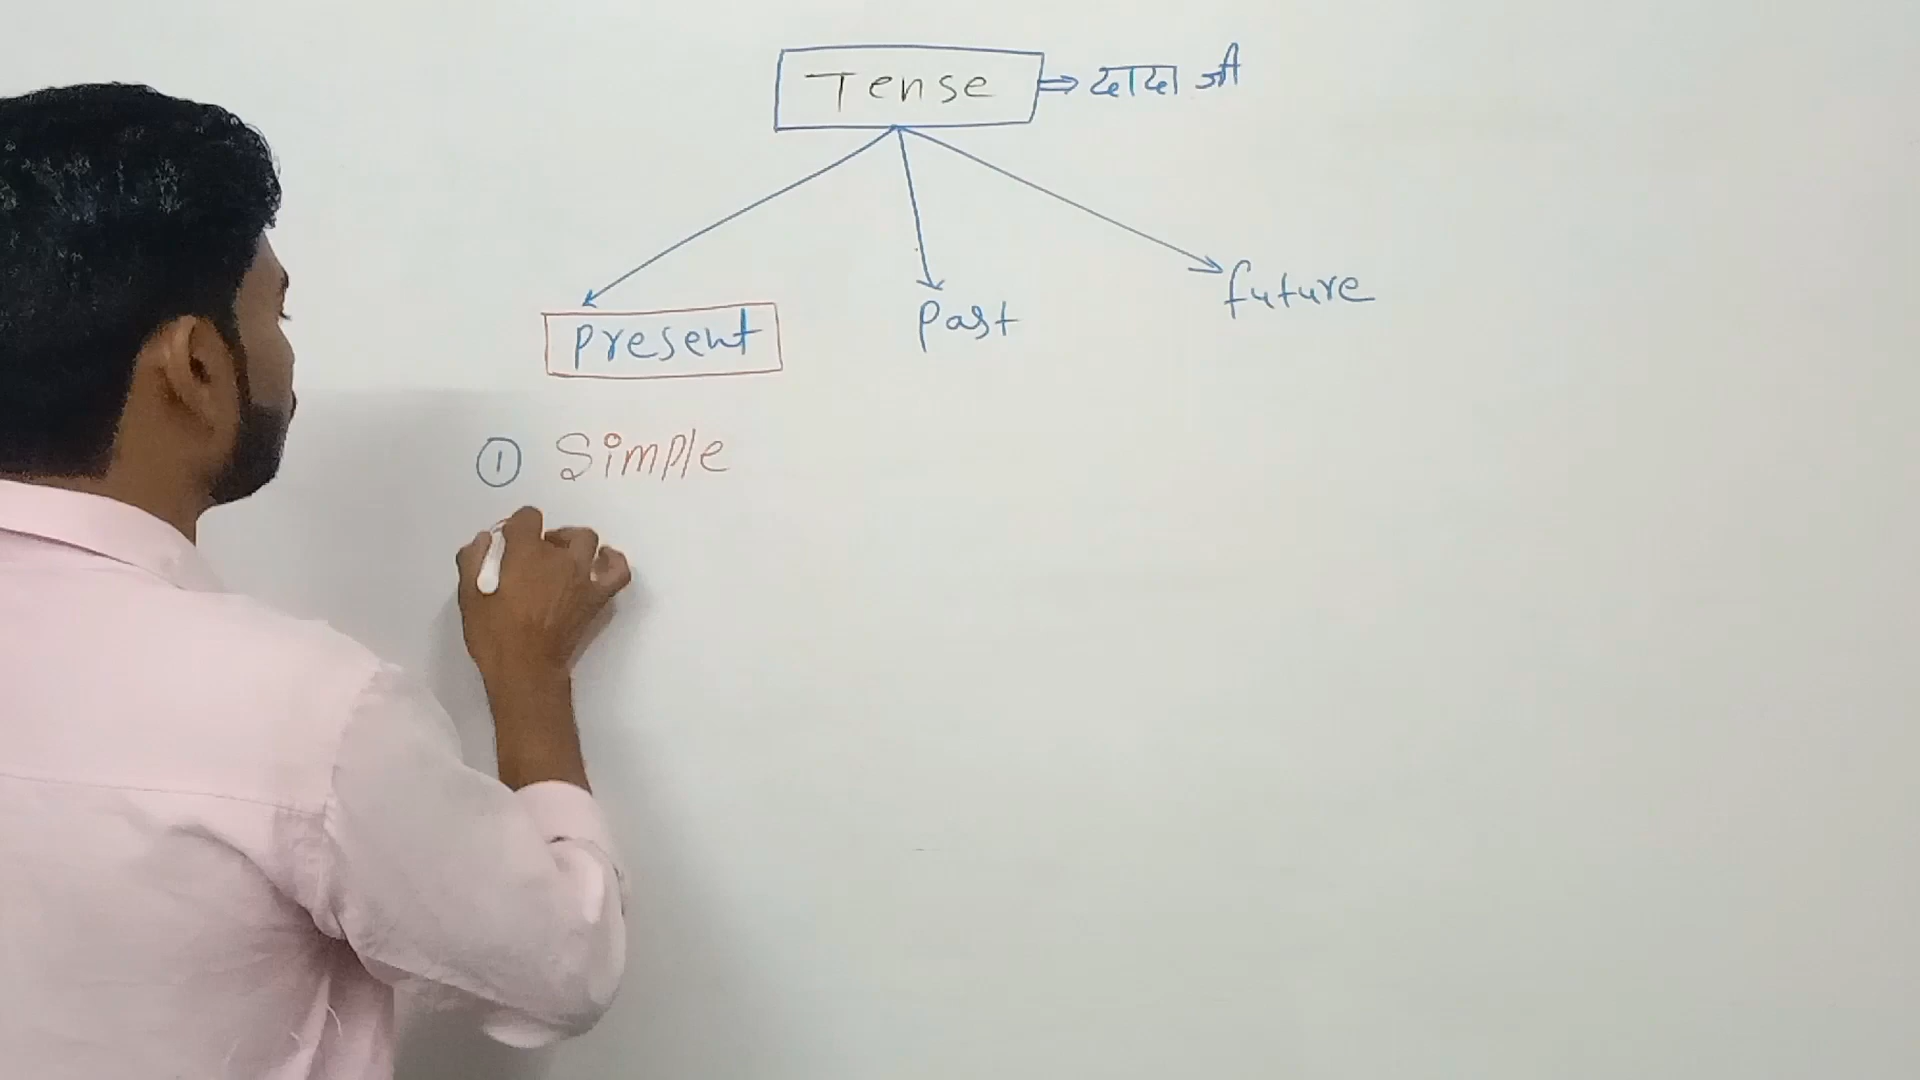 Tense ⇒ दादा जी
Present Past future
① Simple